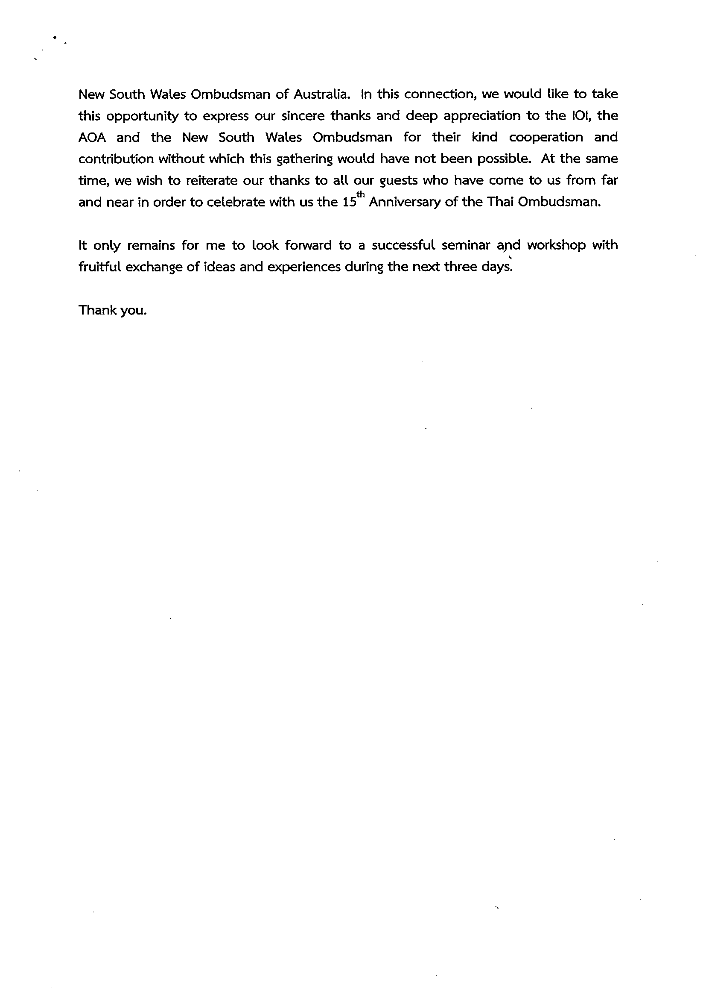 New South Wales Ombudsman of Australia. In this connection, we would like to take
this opportunity to express our sincere thanks and deep appreciation to the IOI, the
AOA and the New South Wales Ombudsman for their kind cooperation and
contribution without which this gathering would have not been possible. At the same
time, we wish to reiterate our thanks to all our guests who have come to us from far
and near in order to celebrate with us the 15th Anniversary of the Thai Ombudsman.
It only remains for me to look forward to a successful seminar and workshop with
fruitful exchange of ideas and experiences during the next three days.
Thank you.